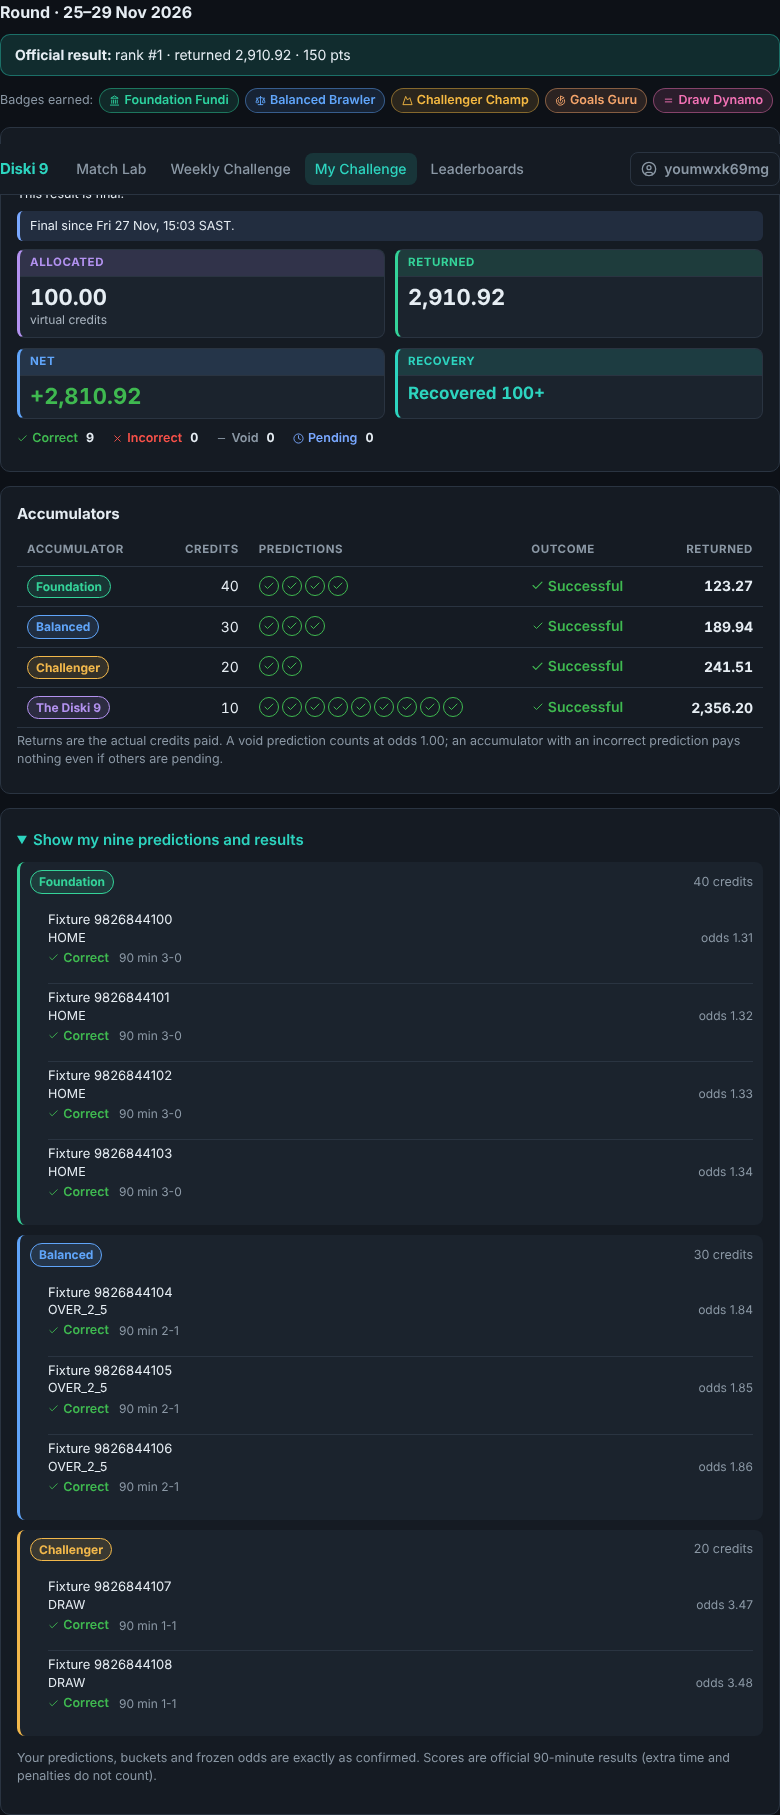 Round · 25–29 Nov 2026
Official result: rank #1 · returned 2,910.92 · 150 pts
Badges earned: Foundation Fundi Balanced Brawler Challenger Champ Goals Guru Draw Dynamo
Diski 9 Match Lab Weekly Challenge My Challenge Leaderboards youmwxk69mg
This result is final.
Final since Fri 27 Nov, 15:03 SAST.
ALLOCATED
100.00
virtual credits
RETURNED
2,910.92
NET
+2,810.92
RECOVERY
Recovered 100+
Correct 9 Incorrect 0 Void 0 Pending 0
Accumulators
ACCUMULATOR CREDITS PREDICTIONS OUTCOME RETURNED
Foundation 40 Successful 123.27
Balanced 30 Successful 189.94
Challenger 20 Successful 241.51
The Diski 9 10 Successful 2,356.20
Returns are the actual credits paid. A void prediction counts at odds 1.00; an accumulator with an incorrect prediction pays
nothing even if others are pending.
▼ Show my nine predictions and results
Foundation 40 credits
Fixture 9826844100
HOME odds 1.31
Correct 90 min 3-0
Fixture 9826844101
HOME odds 1.32
Correct 90 min 3-0
Fixture 9826844102
HOME odds 1.33
Correct 90 min 3-0
Fixture 9826844103
HOME odds 1.34
Correct 90 min 3-0
Balanced 30 credits
Fixture 9826844104
OVER_2_5 odds 1.84
Correct 90 min 2-1
Fixture 9826844105
OVER_2_5 odds 1.85
Correct 90 min 2-1
Fixture 9826844106
OVER_2_5 odds 1.86
Correct 90 min 2-1
Challenger 20 credits
Fixture 9826844107
DRAW odds 3.47
Correct 90 min 1-1
Fixture 9826844108
DRAW odds 3.48
Correct 90 min 1-1
Your predictions, buckets and frozen odds are exactly as confirmed. Scores are official 90-minute results (extra time and
penalties do not count).